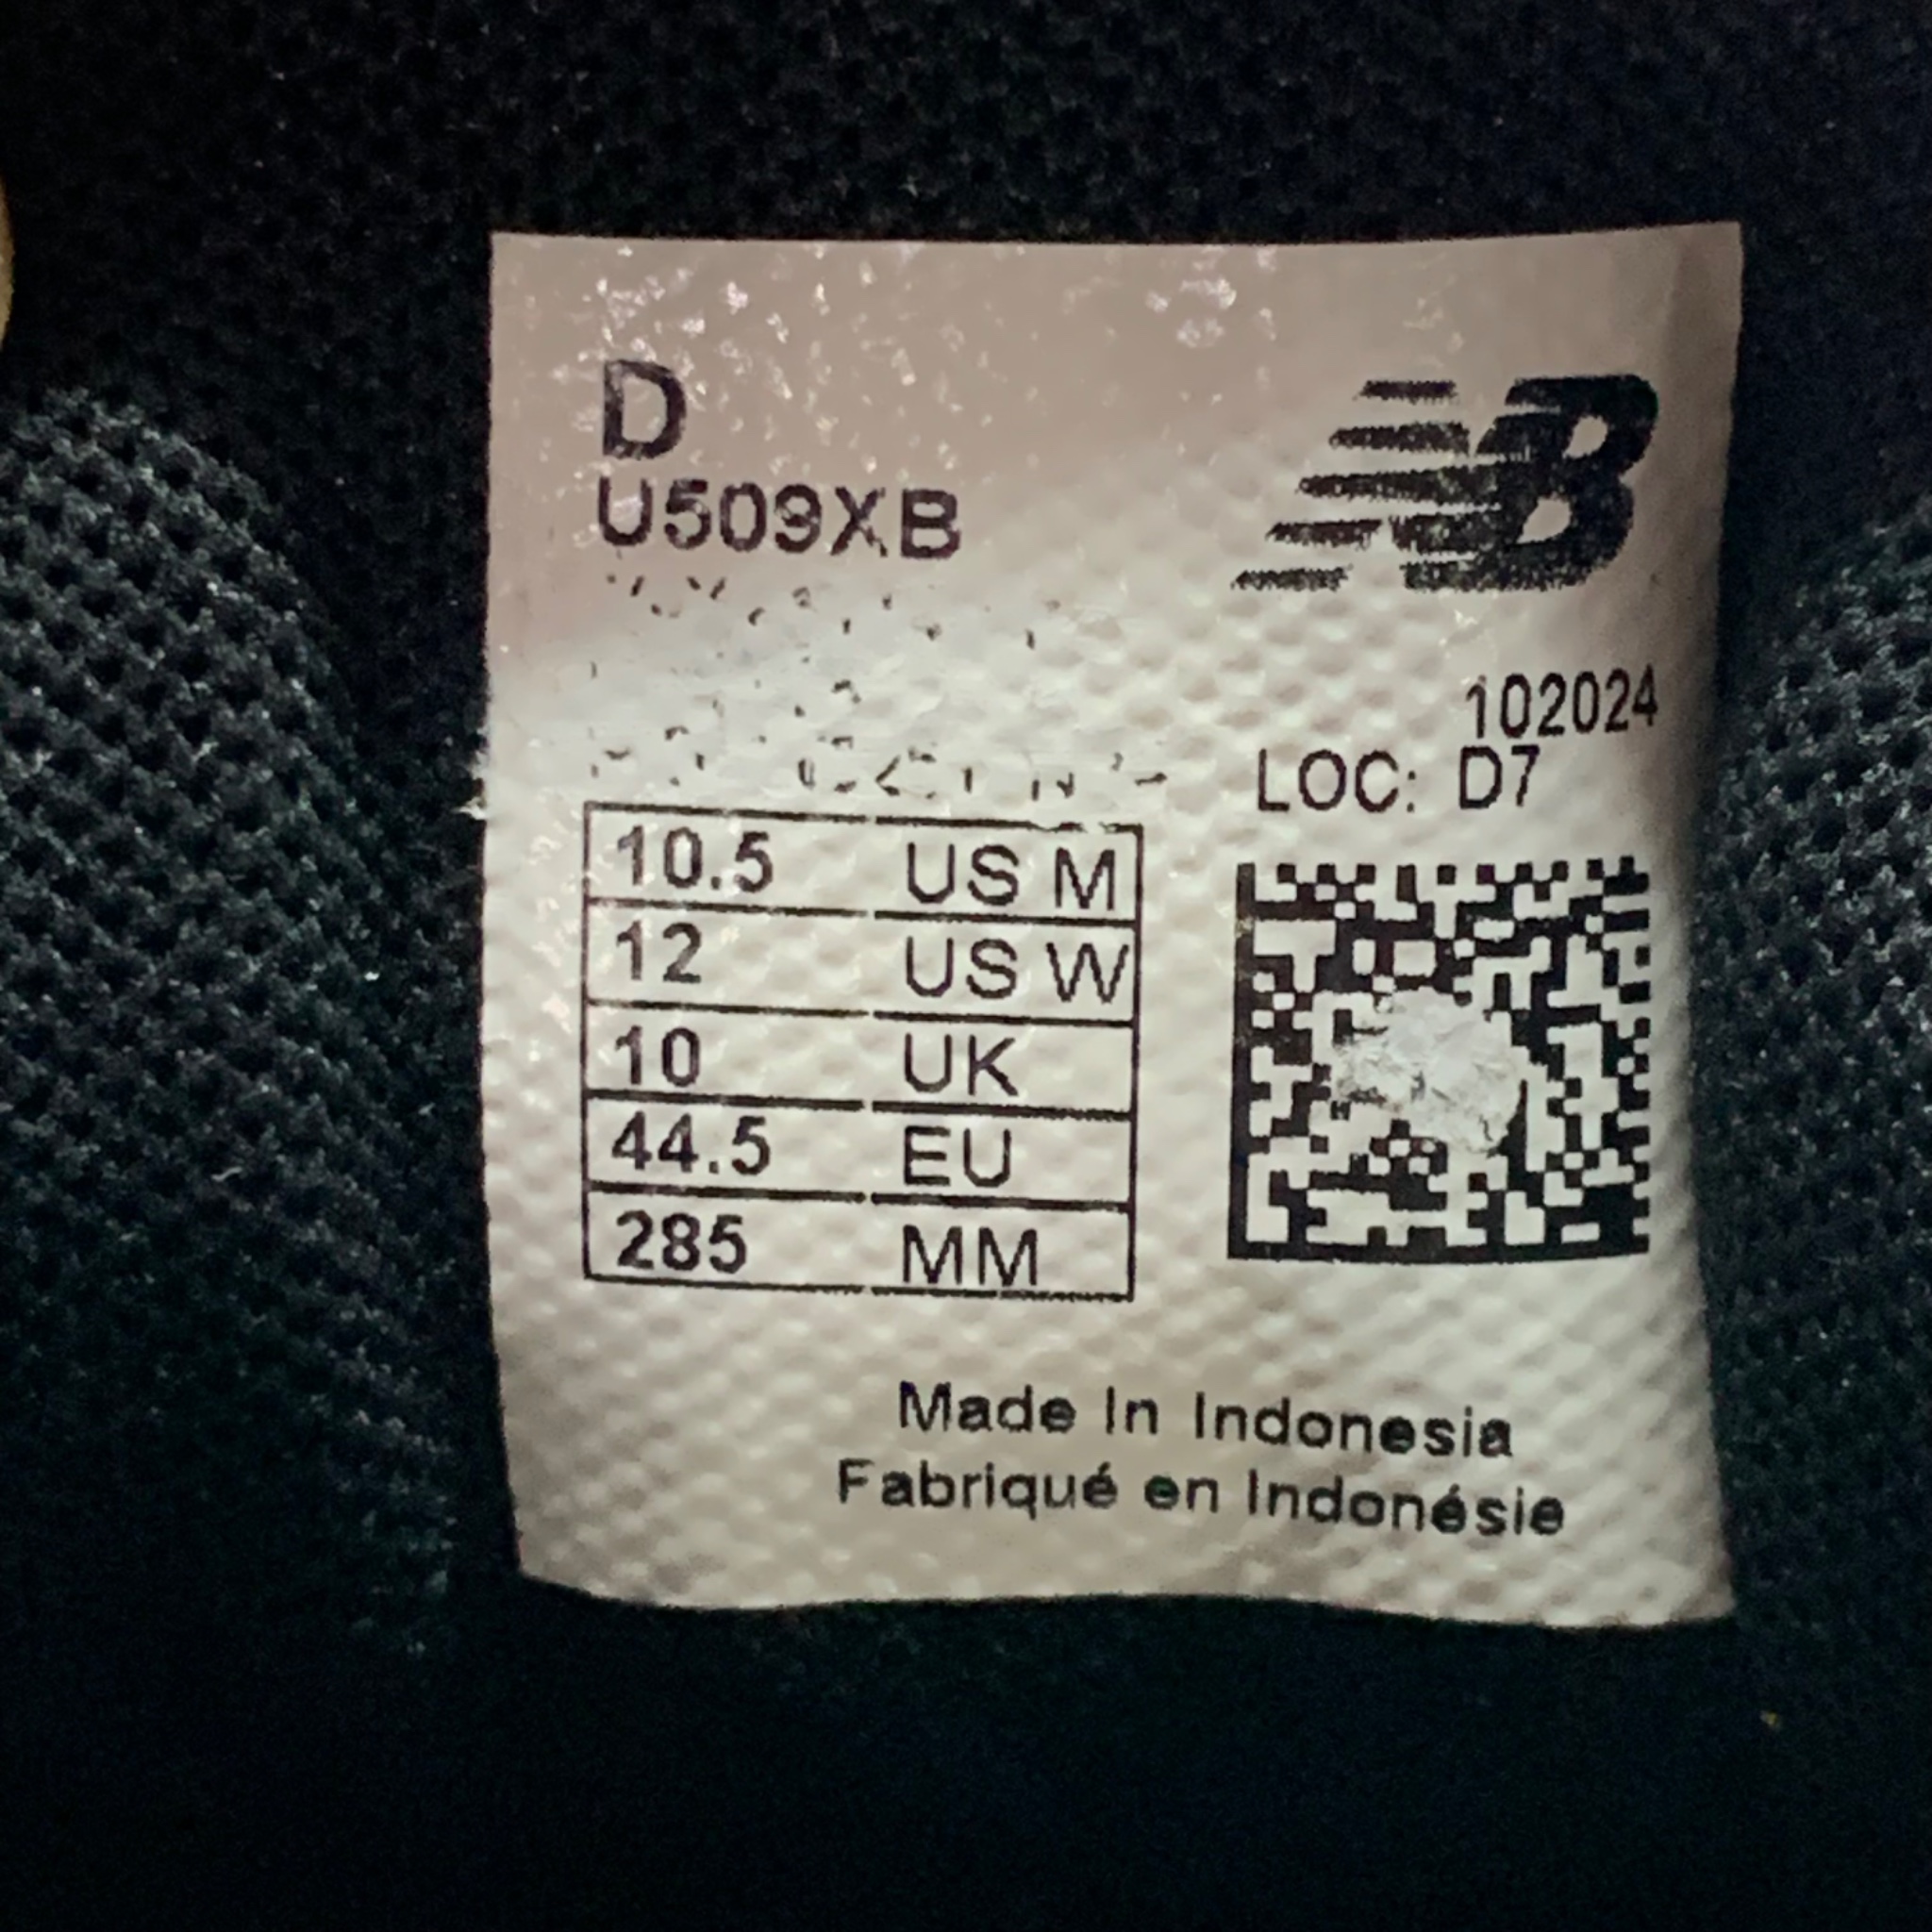 D
U509XB
NB
102024
LOC: D7
10.5 US M
12 US W
10 UK
44.5 EU
285 MM
Made In Indonesia
Fabriqué en Indonésie